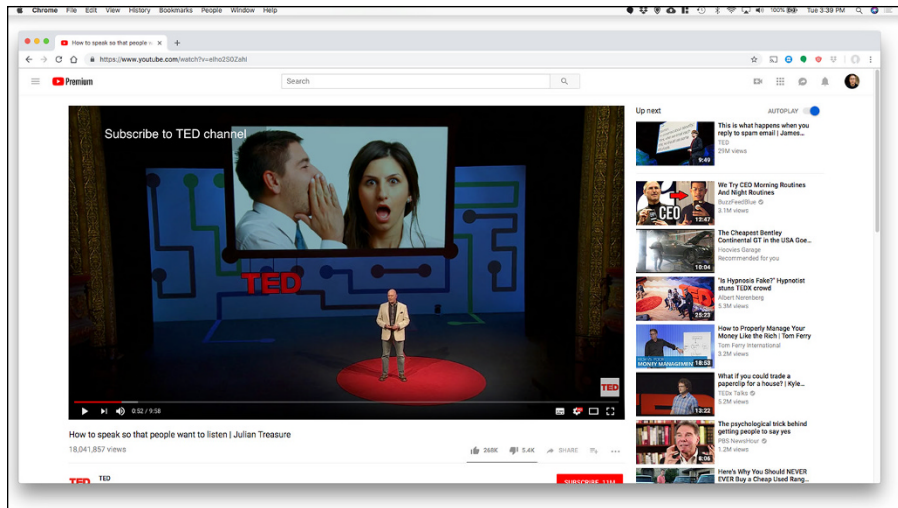 Chrome File Edit View History Bookmarks People Window Help
100% Tue 3:39 PM
How to speak so that people w
https://www.youtube.com/watch?v=eIho2S0ZahI
Premium
Search
Subscribe to TED channel
TED
TED
0:52 / 9:58
How to speak so that people want to listen | Julian Treasure
18,041,857 views
268K 5.4K SHARE
TED
TED
SUBSCRIBE 11M
Up next AUTOPLAY
This is what happens when you
reply to spam email | James...
TED
29M views
9:49
We Try CEO Morning Routines
And Night Routines
BuzzFeedBlue
3.1M views
CEO
12:47
The Cheapest Bentley
Continental GT in the USA Goe...
Hoovies Garage
Recommended for you
10:04
"Is Hypnosis Fake?" Hypnotist
stuns TEDX crowd
Albert Nerenberg
5.3M views
25:23
How to Properly Manage Your
Money Like the Rich | Tom Ferry
Tom Ferry International
3.2M views
MONEY MANAGEMEN
18:53
What if you could trade a
paperclip for a house? | Kyle...
TEDx Talks
5.2M views
13:22
The psychological trick behind
getting people to say yes
PBS NewsHour
1.2M views
8:06
Here's Why You Should NEVER
EVER Buy a Cheap Used Rang...